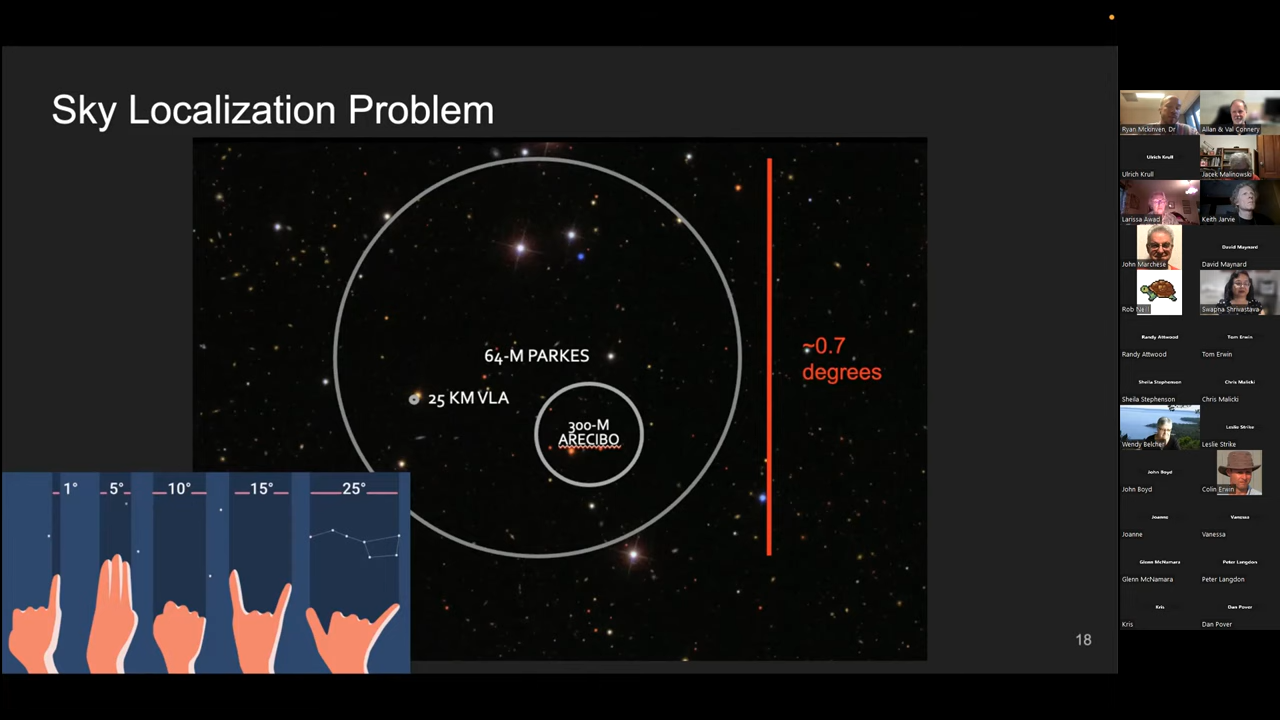 Sky Localization Problem
64-M PARKES
25 KM VLA
300-M
ARECIBO
~0.7
degrees
1° 5° 10° 15° 25°
18
Ryan Mckinven, Dr
Allan & Val Connery
Ulrich Krull
Ulrich Krull
Jacek Malinowski
Larissa Awad
Keith Jarvie
John Marchese
David Maynard
David Maynard
Rob Neill
Swapna Shrivastava
Randy Attwood
Randy Attwood
Tom Erwin
Tom Erwin
Sheila Stephenson
Sheila Stephenson
Chris Malicki
Chris Malicki
Wendy Belcher
Leslie Strike
Leslie Strike
John Boyd
John Boyd
Colin Erwin
Joanne
Joanne
Vanessa
Vanessa
Glenn McNamara
Glenn McNamara
Peter Langdon
Peter Langdon
Kris
Kris
Dan Pover
Dan Pover